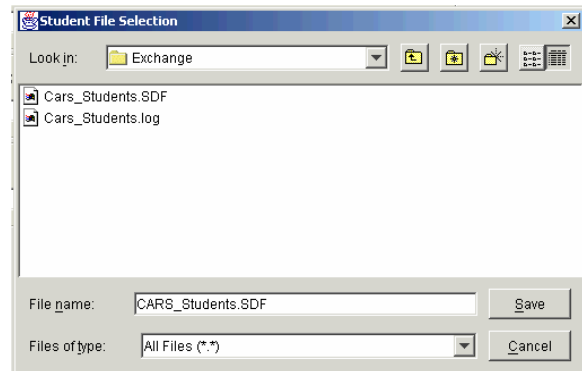 Student File Selection
Look in: Exchange
Cars_Students.SDF
Cars_Students.log
File name: CARS_Students.SDF Save
Files of type: All Files (*.*) Cancel